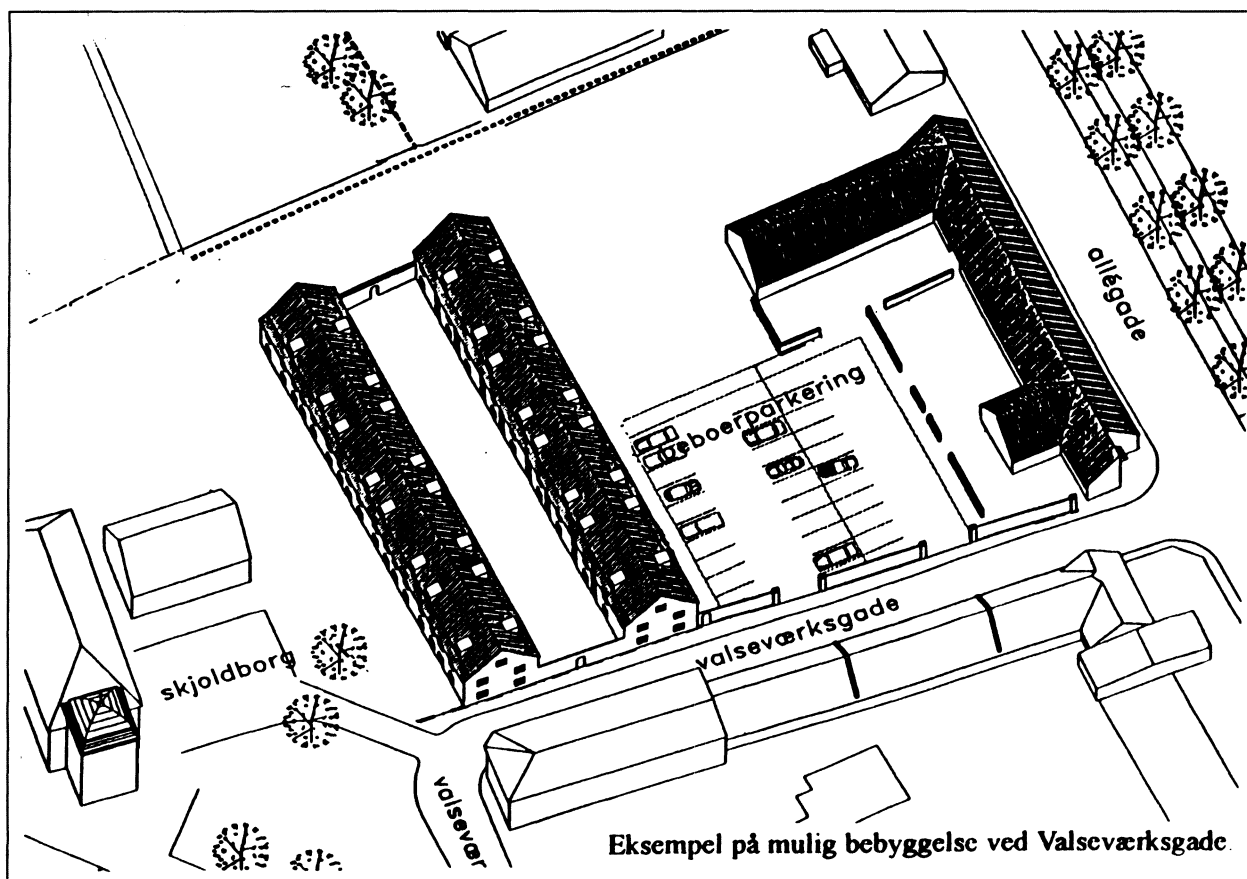 allégade
beboerparkering
valseværksgade
skjoldborg
valsevær
Eksempel på mulig bebyggelse ved Valseværksgade.